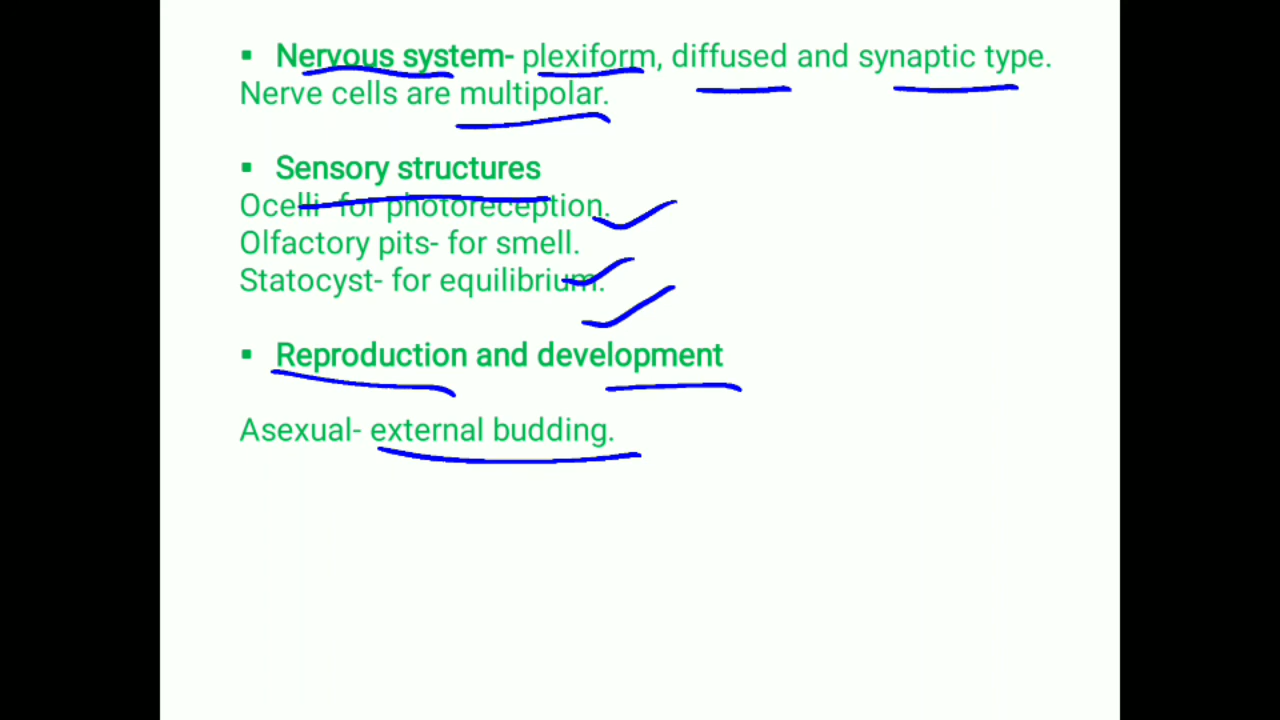 ▪ Nervous system- plexiform, diffused and synaptic type.
Nerve cells are multipolar.
▪ Sensory structures
Ocelli- for photoreception.
Olfactory pits- for smell.
Statocyst- for equilibrium.
▪ Reproduction and development
Asexual- external budding.